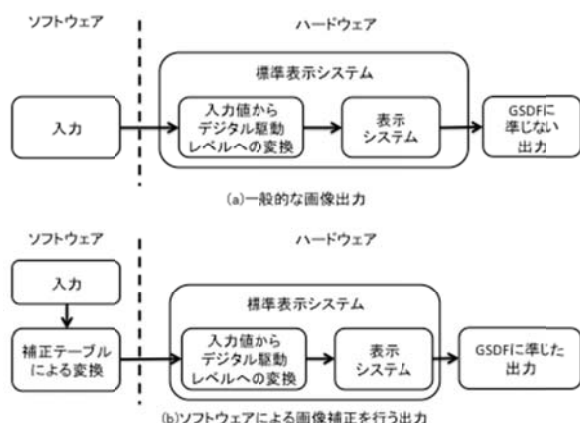 ソフトウェア
ハードウェア
標準表示システム
入力
入力値から
デジタル駆動
レベルへの変換
表示
システム
GSDFに
準じない
出力
(a)一般的な画像出力
ソフトウェア
ハードウェア
入力
標準表示システム
補正テーブル
による変換
入力値から
デジタル駆動
レベルへの変換
表示
システム
GSDFに準じた
出力
(b)ソフトウェアによる画像補正を行う出力